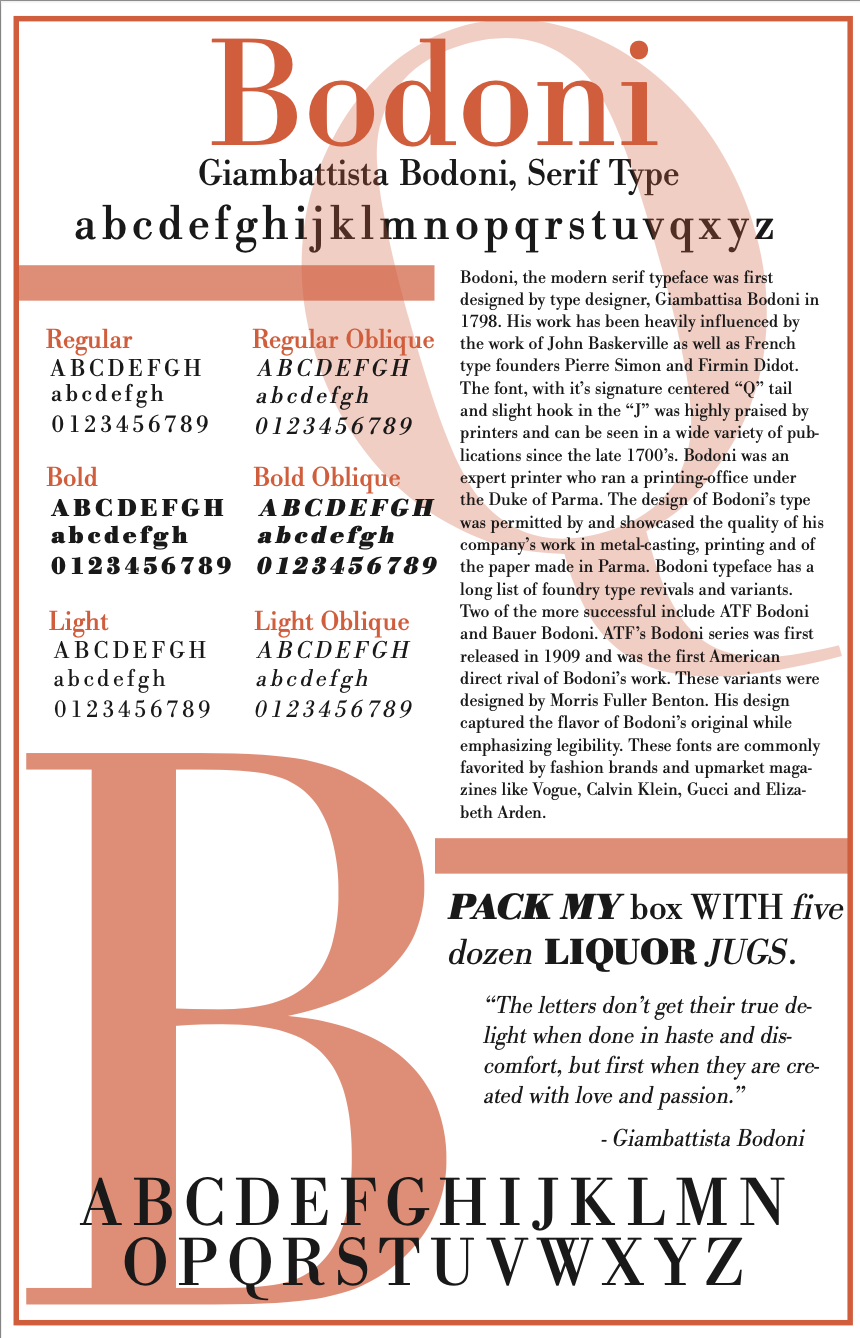 Bodoni
Giambattista Bodoni, Serif Type
abcdefghijklmnopqrstuvqxyz
Regular
ABCDEFGH
abcdefgh
0123456789
Regular Oblique
ABCDEFGH
abcdefgh
0123456789
Bold
ABCDEFGH
abcdefgh
0123456789
Bold Oblique
ABCDEFGH
abcdefgh
0123456789
Light
ABCDEFGH
abcdefgh
0123456789
Light Oblique
ABCDEFGH
abcdefgh
0123456789
Bodoni, the modern serif typeface was first
designed by type designer, Giambattisa Bodoni in
1798. His work has been heavily influenced by
the work of John Baskerville as well as French
type founders Pierre Simon and Firmin Didot.
The font, with it's signature centered “Q” tail
and slight hook in the “J” was highly praised by
printers and can be seen in a wide variety of pub-
lications since the late 1700's. Bodoni was an
expert printer who ran a printing-office under
the Duke of Parma. The design of Bodoni's type
was permitted by and showcased the quality of his
company's work in metal-casting, printing and of
the paper made in Parma. Bodoni typeface has a
long list of foundry type revivals and variants.
Two of the more successful include ATF Bodoni
and Bauer Bodoni. ATF's Bodoni series was first
released in 1909 and was the first American
direct rival of Bodoni's work. These variants were
designed by Morris Fuller Benton. His design
captured the flavor of Bodoni's original while
emphasizing legibility. These fonts are commonly
favorited by fashion brands and upmarket maga-
zines like Vogue, Calvin Klein, Gucci and Eliza-
beth Arden.
Q
B
PACK MY box WITH five
dozen LIQUOR JUGS.
“The letters don't get their true de-
light when done in haste and dis-
comfort, but first when they are cre-
ated with love and passion.”
- Giambattista Bodoni
ABCDEFGHIJKLMN
OPQRSTUVWXYZ